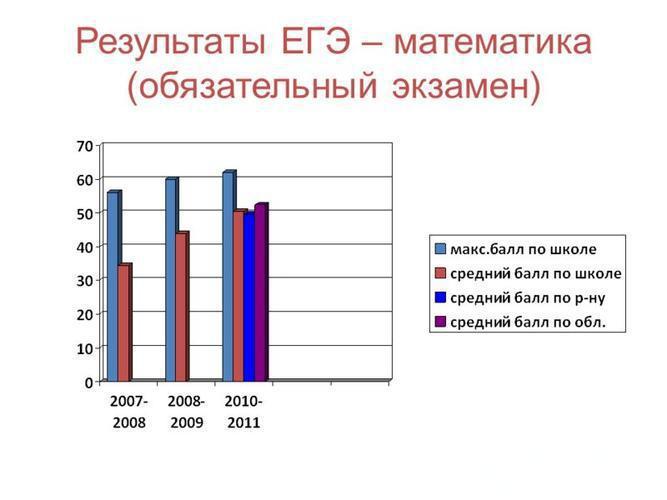 Результаты ЕГЭ – математика
(обязательный экзамен)
70
60
50
40
30
20
10
0
2007-
2008
2008-
2009
2010-
2011
макс.балл по школе
средний балл по школе
средний балл по р-ну
средний балл по обл.